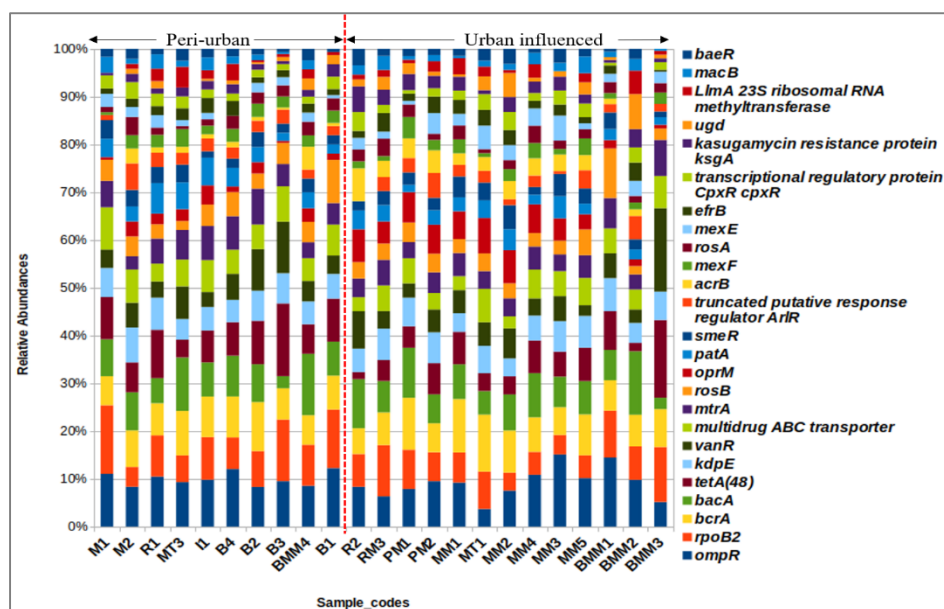 Peri-urban
Urban influenced
100%
90%
80%
70%
60%
50%
40%
30%
20%
10%
0%
Relative Abundances
M1
M2
R1
MT3
I1
B4
B2
B3
BMM4
B1
R2
RM3
PM1
PM2
MM1
MT1
MM2
MM4
MM3
MM5
BMM1
BMM2
BMM3
Sample_codes
baeR
macB
LlmA 23S ribosomal RNA
methyltransferase
ugd
kasugamycin resistance protein
ksgA
transcriptional regulatory protein
CpxR cpxR
efrB
mexE
rosA
mexF
acrB
truncated putative response
regulator ArlR
smeR
patA
oprM
rosB
mtrA
multidrug ABC transporter
vanR
kdpE
tetA(48)
bacA
bcrA
rpoB2
ompR